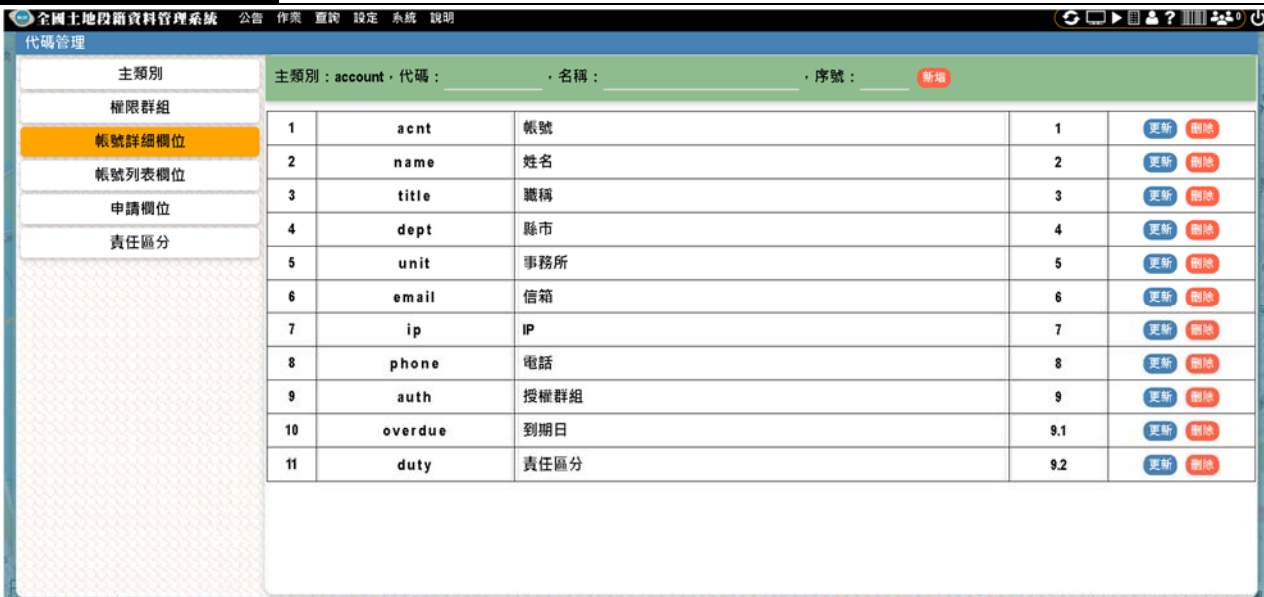 全國土地段籍資料管理系統 公告 作業 查詢 設定 系統 說明 ? 0
代碼管理
主類別
權限群組
帳號詳細欄位
帳號列表欄位
申請欄位
責任區分
主類別：account，代碼： ，名稱： ，序號： 新增
1 acnt 帳號 1 更新 刪除
2 name 姓名 2 更新 刪除
3 title 職稱 3 更新 刪除
4 dept 縣市 4 更新 刪除
5 unit 事務所 5 更新 刪除
6 email 信箱 6 更新 刪除
7 ip IP 7 更新 刪除
8 phone 電話 8 更新 刪除
9 auth 授權群組 9 更新 刪除
10 overdue 到期日 9.1 更新 刪除
11 duty 責任區分 9.2 更新 刪除